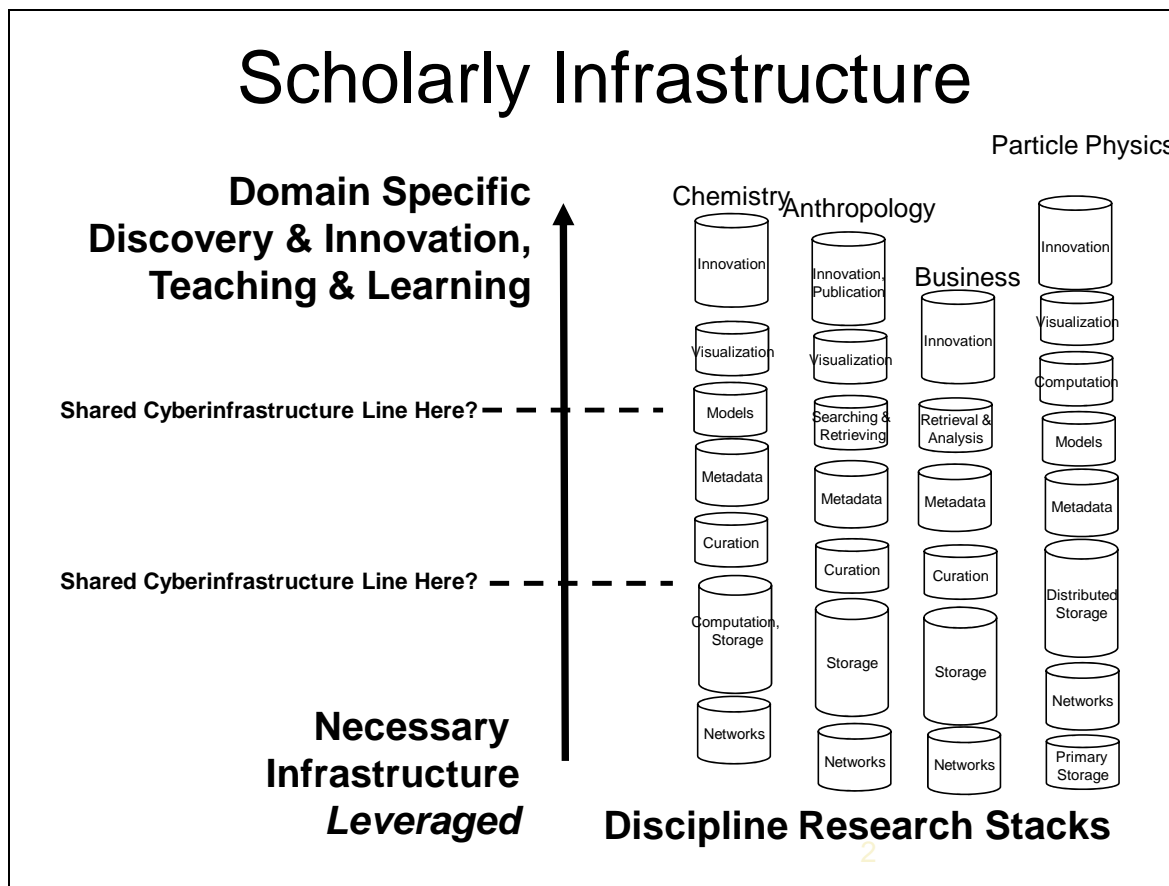 Scholarly Infrastructure
Domain Specific
Discovery & Innovation,
Teaching & Learning
Shared Cyberinfrastructure Line Here?
Shared Cyberinfrastructure Line Here?
Necessary
Infrastructure
Leveraged
Chemistry
Innovation
Visualization
Models
Metadata
Curation
Computation,
Storage
Networks
Anthropology
Innovation,
Publication
Visualization
Searching &
Retrieving
Metadata
Curation
Storage
Networks
Business
Innovation
Retrieval &
Analysis
Metadata
Curation
Storage
Networks
Particle Physics
Innovation
Visualization
Computation
Models
Metadata
Distributed
Storage
Networks
Primary
Storage
Discipline Research Stacks
2